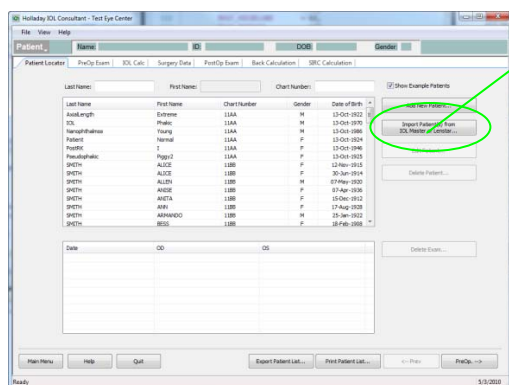 Holladay IOL Consultant - Test Eye Center
File View Help
Patient Name: ID: DOB: Gender:
Patient Locator PreOp Exam IOL Calc Surgery Data PostOp Exam Back Calculation SIRC Calculation
Last Name: First Name: Chart Number: Show Example Patients
Last Name First Name Chart Number Gender Date of Birth
AxialLength Extreme 11AA M 13-Oct-1922
IOL Phakic 11AA M 13-Oct-1970
Nanophthalmos Young 11AA M 13-Oct-1986
Patient Normal 11AA F 13-Oct-1924
PostRK I 11AA F 13-Oct-1946
Pseudophakic Piggy2 11AA F 13-Oct-1925
SMITH ALICE 11BB F 12-Nov-1915
SMITH ALICE 11BB F 30-Jun-1914
SMITH ALLEN 11BB M 07-May-1930
SMITH ANISE 11BB F 07-Apr-1936
SMITH ANITA 11BB F 15-Dec-1912
SMITH ANN 11BB F 17-Aug-1928
SMITH ARMANDO 11BB M 25-Jan-1922
SMITH BESS 11BB F 18-Feb-1908
Add New Patient...
Import Patient(s) from
IOL Master or Lenstar...
Delete Patient...
Date OD OS
Delete Exam...
Main Menu Help Quit Export Patient List... Print Patient List... <-- Prev PreOp. -->
Ready 5/3/2010